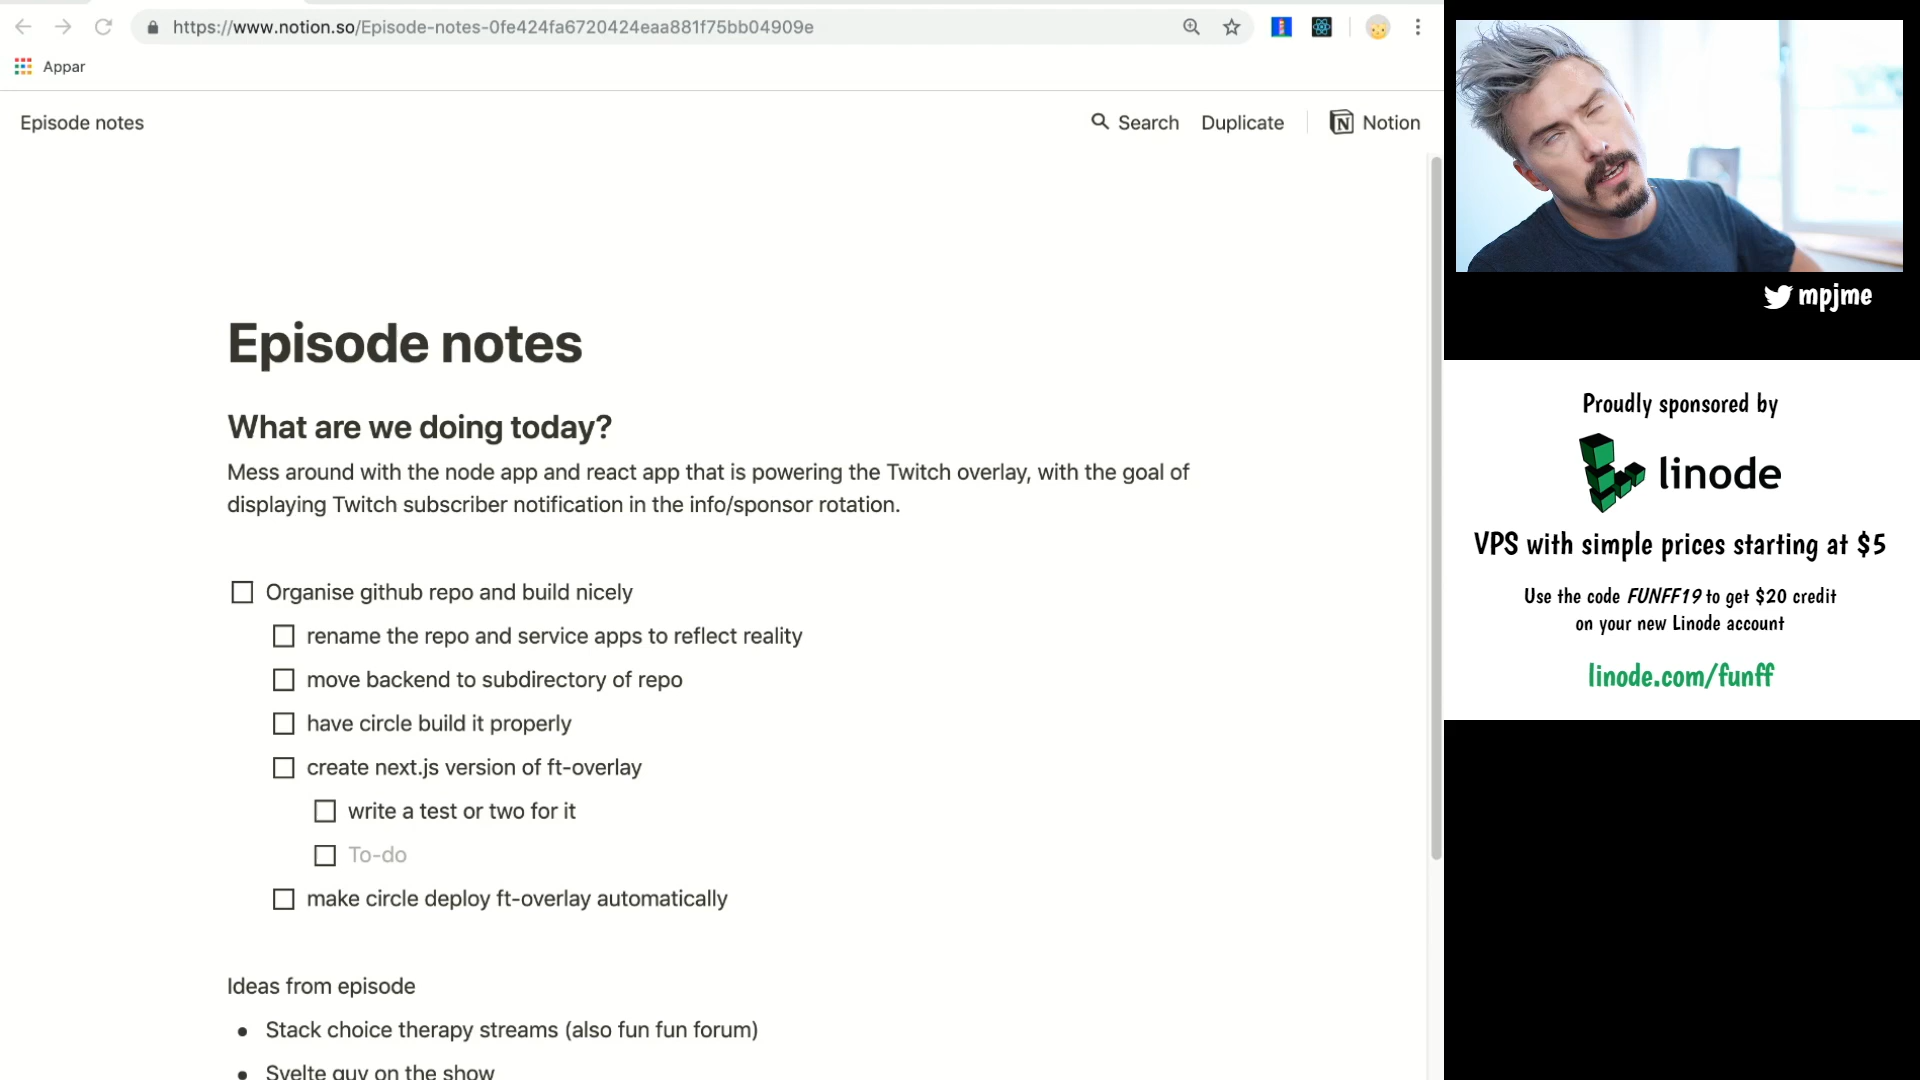 https://www.notion.so/Episode-notes-0fe424fa6720424eaa881f75bb04909e
Appar
Episode notes
Search Duplicate Notion
mpjme
Episode notes
What are we doing today?
Mess around with the node app and react app that is powering the Twitch overlay, with the goal of
displaying Twitch subscriber notification in the info/sponsor rotation.
Organise github repo and build nicely
rename the repo and service apps to reflect reality
move backend to subdirectory of repo
have circle build it properly
create next.js version of ft-overlay
write a test or two for it
To-do
make circle deploy ft-overlay automatically
Ideas from episode
Stack choice therapy streams (also fun fun forum)
Svelte guy on the show
Proudly sponsored by
linode
VPS with simple prices starting at $5
Use the code FUNFF19 to get $20 credit
on your new Linode account
linode.com/funff